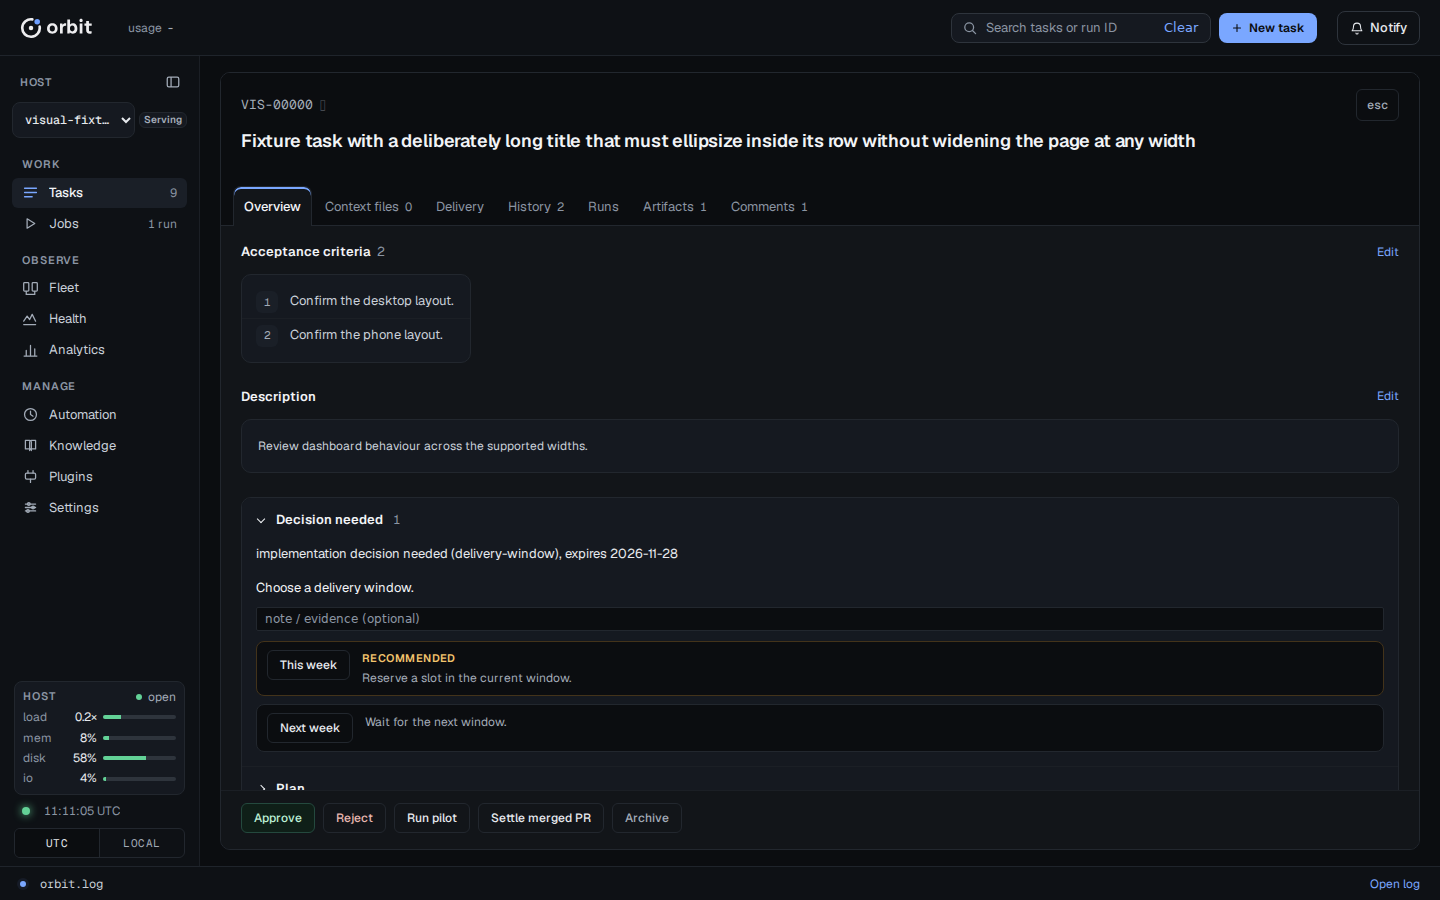 orbit
usage -
Search tasks or run ID
Clear
+ New task
Notify
HOST
visual-fixt…
Serving
WORK
Tasks 9
Jobs 1 run
OBSERVE
Fleet
Health
Analytics
MANAGE
Automation
Knowledge
Plugins
Settings
HOST open
load 0.2×
mem 8%
disk 58%
io 4%
11:11:05 UTC
UTC LOCAL
VIS-00000
esc
Fixture task with a deliberately long title that must ellipsize inside its row without widening the page at any width
Overview Context files 0 Delivery History 2 Runs Artifacts 1 Comments 1
Acceptance criteria 2
Edit
1 Confirm the desktop layout.
2 Confirm the phone layout.
Description
Edit
Review dashboard behaviour across the supported widths.
Decision needed 1
implementation decision needed (delivery-window), expires 2026-11-28
Choose a delivery window.
note / evidence (optional)
This week
RECOMMENDED
Reserve a slot in the current window.
Next week
Wait for the next window.
Plan
Approve Reject Run pilot Settle merged PR Archive
orbit.log
Open log